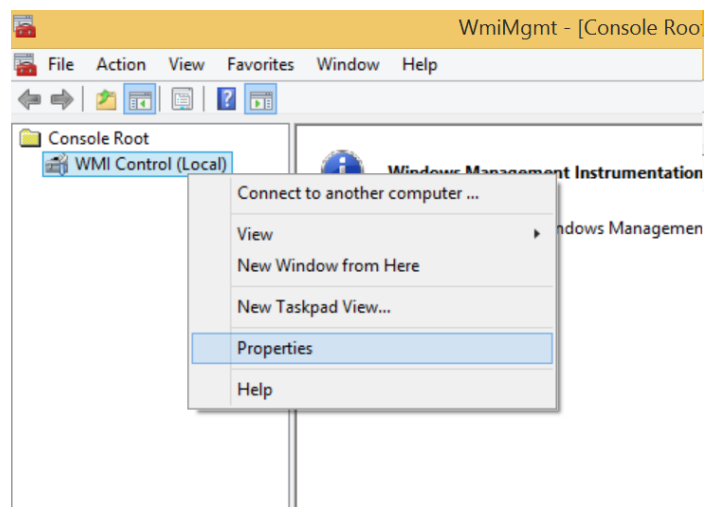 WmiMgmt - [Console Roo
File Action View Favorites Window Help
Console Root
WMI Control (Local)
Windows Management Instrumentation
Connect to another computer ...
View
ndows Managemen
New Window from Here
New Taskpad View...
Properties
Help